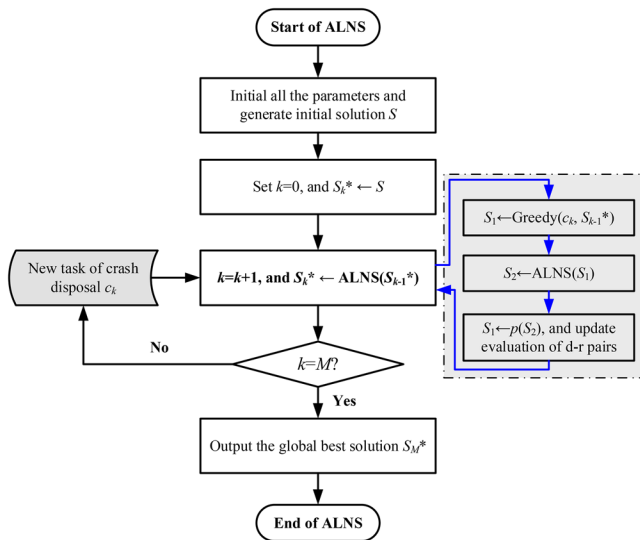 Start of ALNS
Initial all the parameters and
generate initial solution S
Set k=0, and Sₖ* ← S
S₁←Greedy(cₖ, Sₖ₋₁*)
New task of crash
disposal cₖ
k=k+1, and Sₖ* ← ALNS(Sₖ₋₁*)
S₂←ALNS(S₁)
S₁←p(S₂), and update
evaluation of d-r pairs
No
k=M?
Yes
Output the global best solution S_M*
End of ALNS